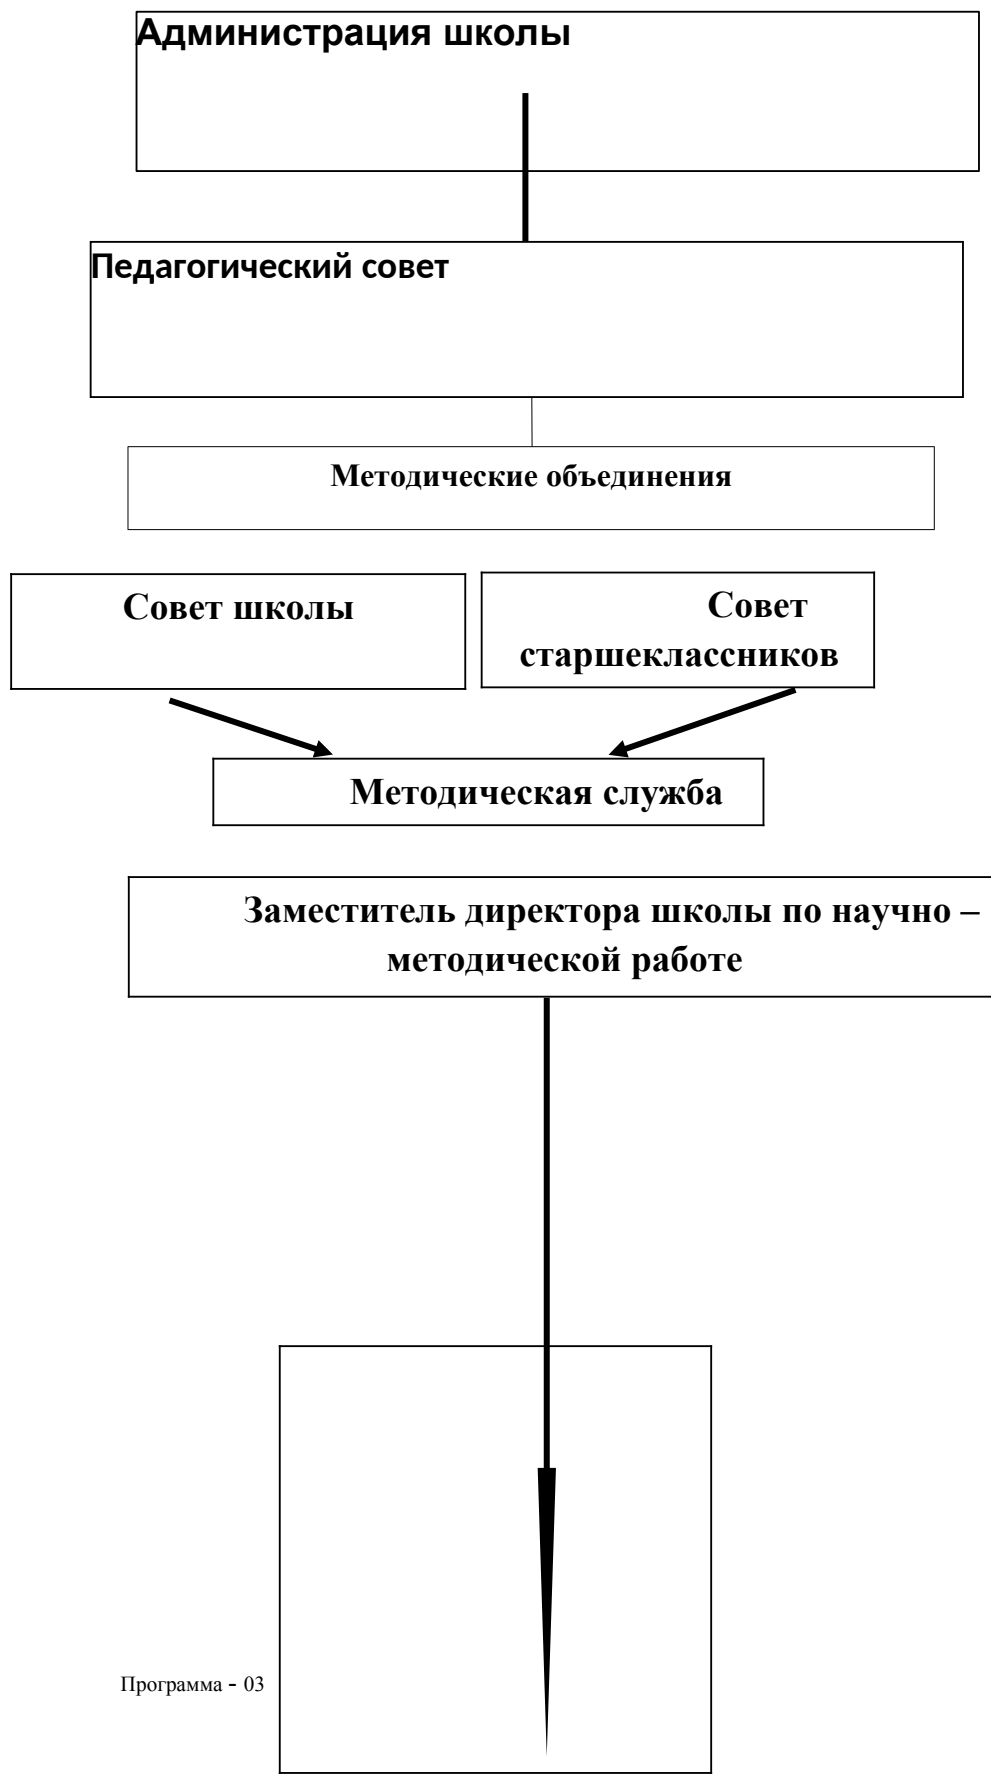 Администрация школы
Педагогический совет
Методические объединения
Совет школы
Совет
старшеклассников
Методическая служба
Заместитель директора школы по научно –
методической работе
Программа - 03